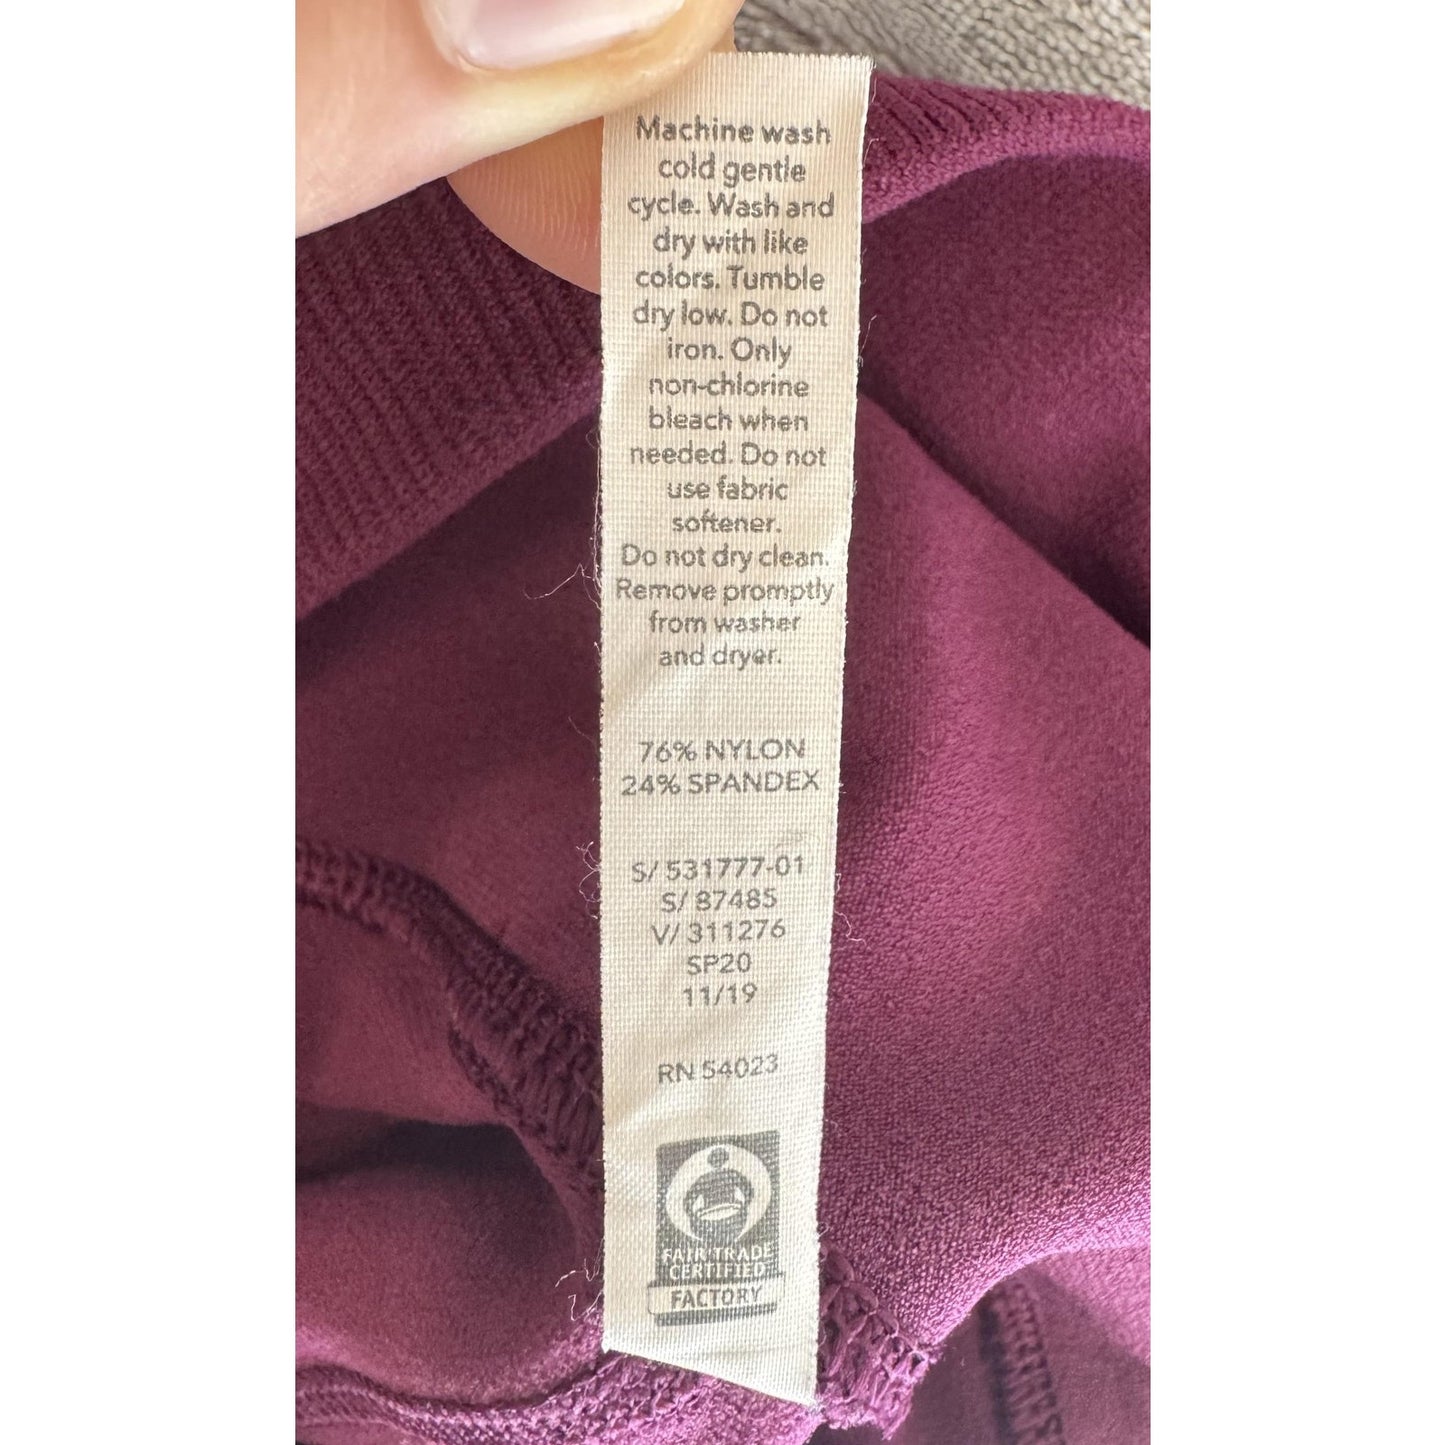 Machine wash
cold gentle
cycle. Wash and
dry with like
colors. Tumble
dry low. Do not
iron. Only
non-chlorine
bleach when
needed. Do not
use fabric
softener.
Do not dry clean.
Remove promptly
from washer
and dryer.
76% NYLON
24% SPANDEX
S/ 531777-01
S/ 87485
V/ 311276
SP20
11/19
RN 54023
FAIR TRADE
CERTIFIED
FACTORY